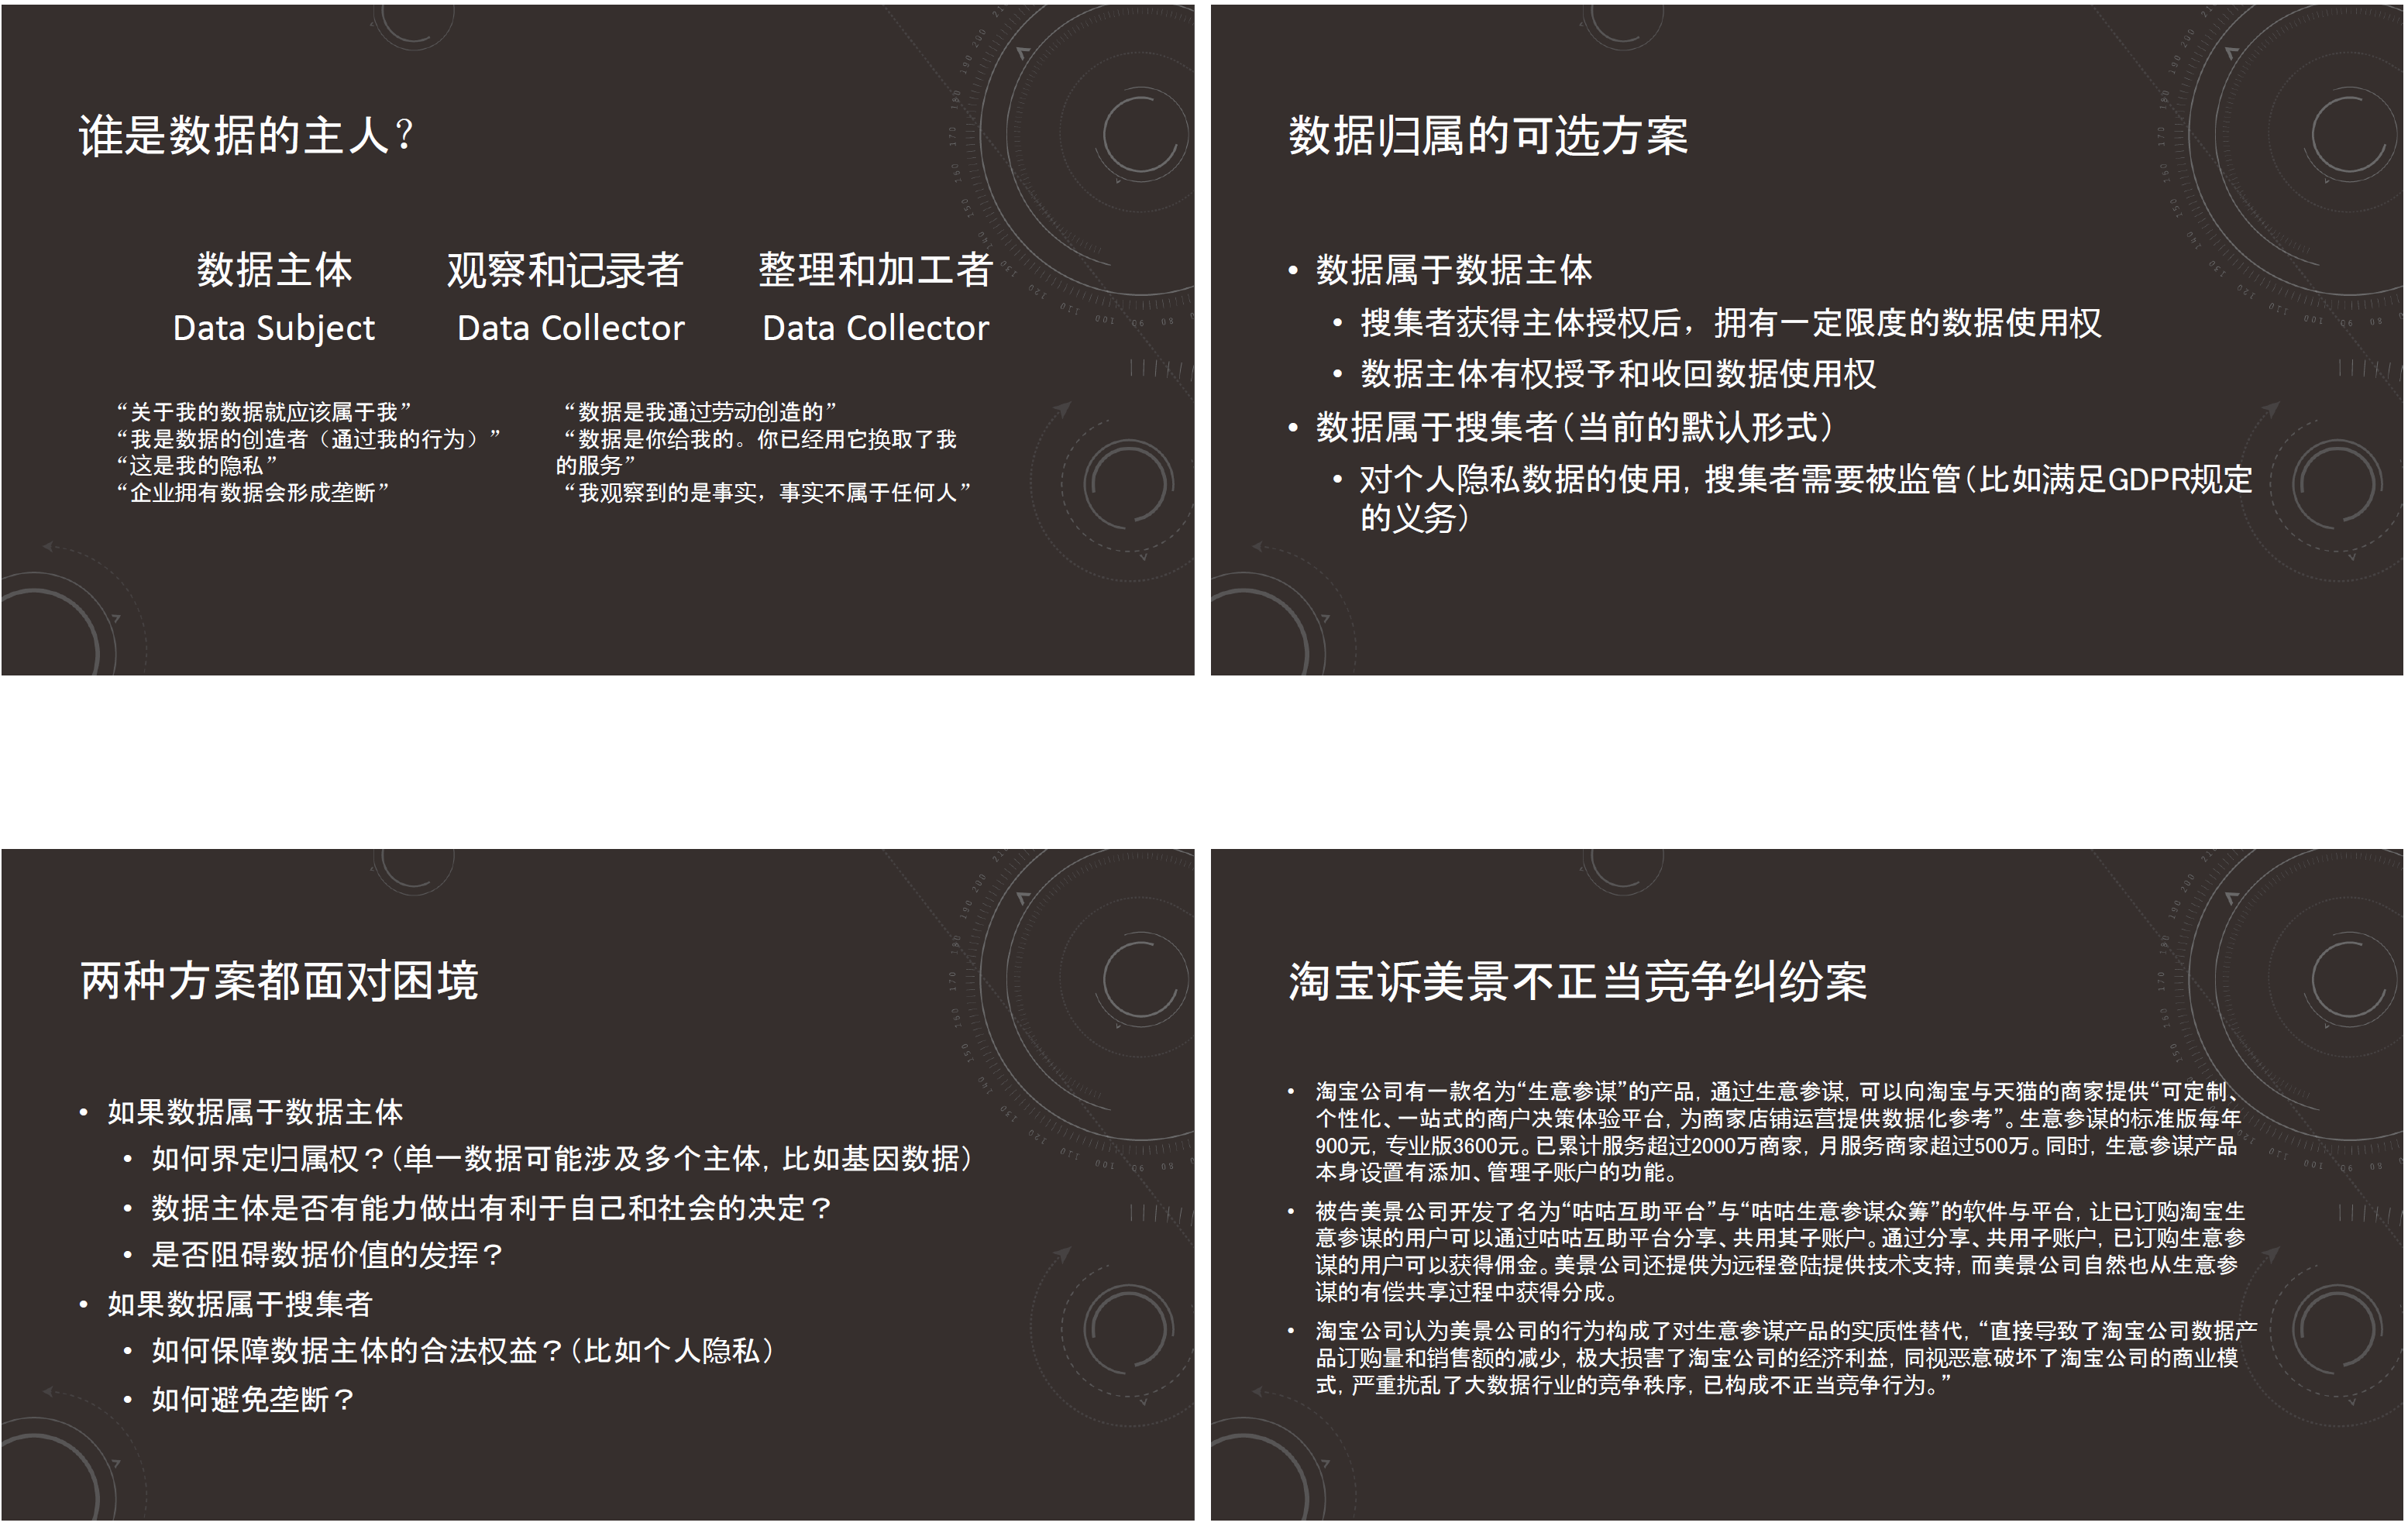 谁是数据的主人？
数据主体 观察和记录者 整理和加工者
Data Subject Data Collector Data Collector
“关于我的数据就应该属于我”
“我是数据的创造者（通过我的行为）”
“这是我的隐私”
“企业拥有数据会形成垄断”
“数据是我通过劳动创造的”
“数据是你给我的。你已经用它换取了我
的服务”
“我观察到的是事实，事实不属于任何人”
数据归属的可选方案
• 数据属于数据主体
• 搜集者获得主体授权后，拥有一定限度的数据使用权
• 数据主体有权授予和收回数据使用权
• 数据属于搜集者（当前的默认形式）
• 对个人隐私数据的使用，搜集者需要被监管（比如满足GDPR规定
的义务）
两种方案都面对困境
• 如果数据属于数据主体
• 如何界定归属权？（单一数据可能涉及多个主体，比如基因数据）
• 数据主体是否有能力做出有利于自己和社会的决定？
• 是否阻碍数据价值的发挥？
• 如果数据属于搜集者
• 如何保障数据主体的合法权益？（比如个人隐私）
• 如何避免垄断？
淘宝诉美景不正当竞争纠纷案
• 淘宝公司有一款名为“生意参谋”的产品，通过生意参谋，可以向淘宝与天猫的商家提供“可定制、
个性化、一站式的商户决策体验平台，为商家店铺运营提供数据化参考”。生意参谋的标准版每年
900元，专业版3600元。已累计服务超过2000万商家，月服务商家超过500万。同时，生意参谋产品
本身设置有添加、管理子账户的功能。
• 被告美景公司开发了名为“咕咕互助平台”与“咕咕生意参谋众筹”的软件与平台，让已订购淘宝生
意参谋的用户可以通过咕咕互助平台分享、共用其子账户。通过分享、共用子账户，已订购生意参
谋的用户可以获得佣金。美景公司还提供为远程登陆提供技术支持，而美景公司自然也从生意参
谋的有偿共享过程中获得分成。
• 淘宝公司认为美景公司的行为构成了对生意参谋产品的实质性替代，“直接导致了淘宝公司数据产
品订购量和销售额的减少，极大损害了淘宝公司的经济利益，同视恶意破坏了淘宝公司的商业模
式，严重扰乱了大数据行业的竞争秩序，已构成不正当竞争行为。”